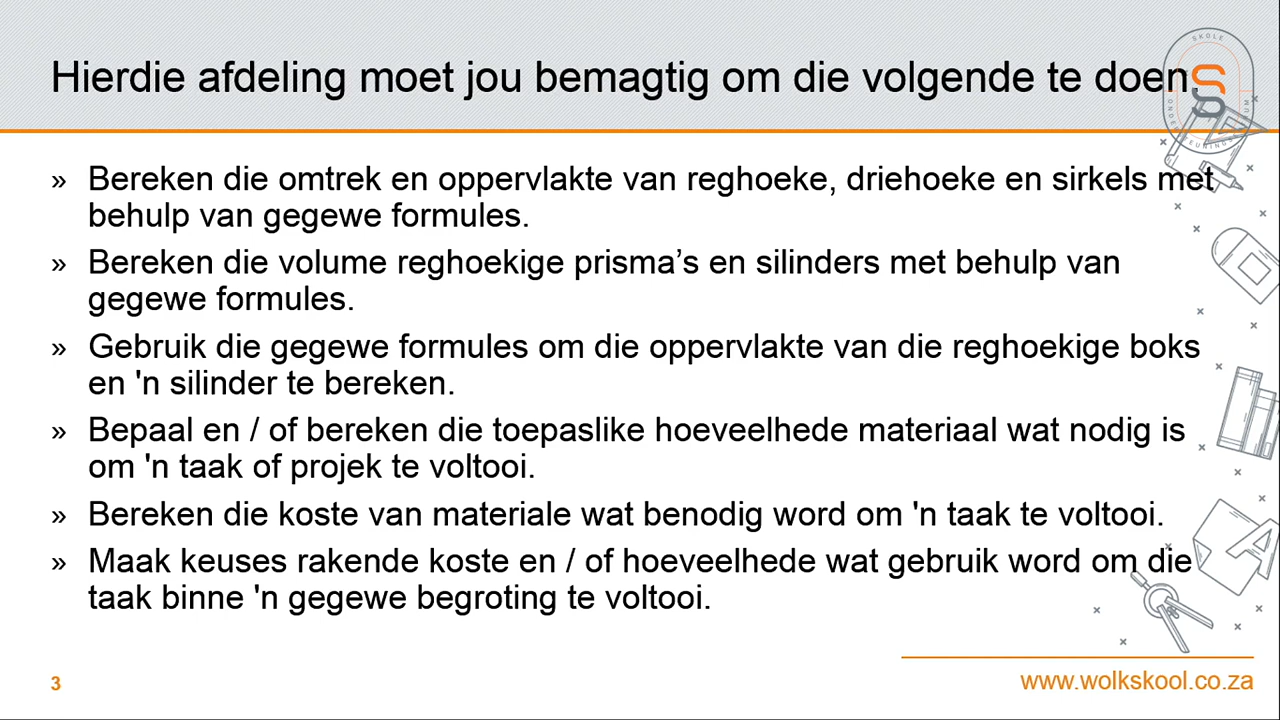 Hierdie afdeling moet jou bemagtig om die volgende te doen:
» Bereken die omtrek en oppervlakte van reghoeke, driehoeke en sirkels met
behulp van gegewe formules.
» Bereken die volume reghoekige prisma’s en silinders met behulp van
gegewe formules.
» Gebruik die gegewe formules om die oppervlakte van die reghoekige boks
en 'n silinder te bereken.
» Bepaal en / of bereken die toepaslike hoeveelhede materiaal wat nodig is
om 'n taak of projek te voltooi.
» Bereken die koste van materiale wat benodig word om 'n taak te voltooi.
» Maak keuses rakende koste en / of hoeveelhede wat gebruik word om die
taak binne 'n gegewe begroting te voltooi.
3
www.wolkskool.co.za
SKOLE